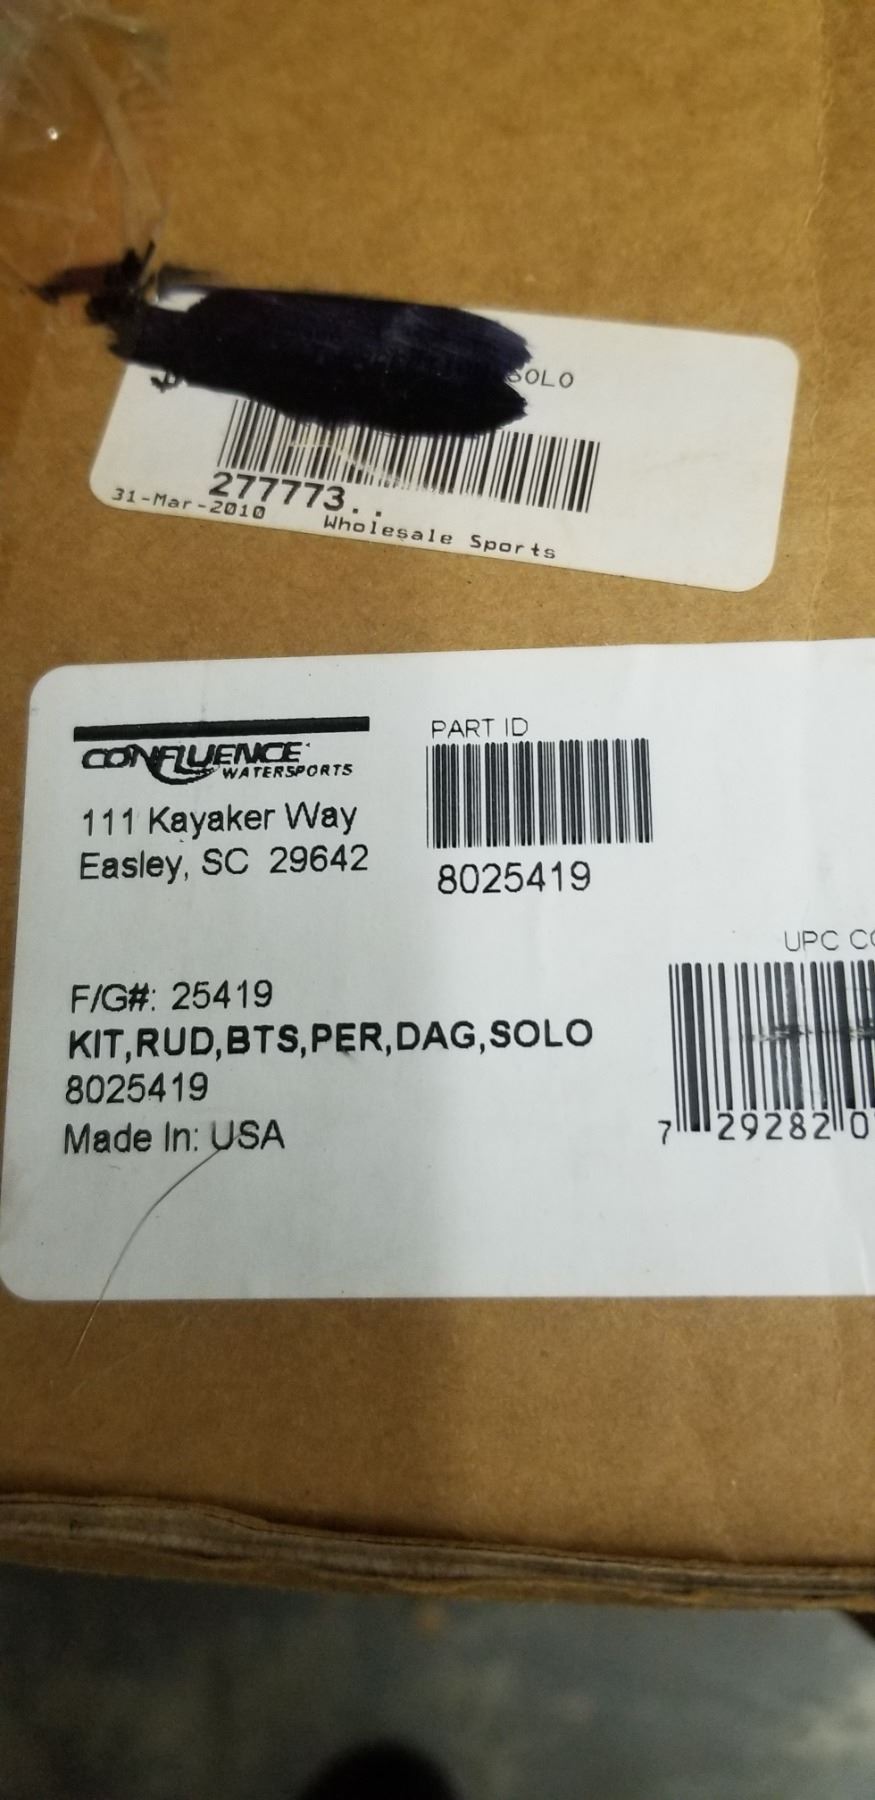 SOLO
$
277773..
31-Mar-2010 Wholesale Sports
CONFLUENCE
WATERSPORTS
111 Kayaker Way
Easley, SC 29642
PART ID
8025419
UPC
F/G#: 25419
KIT,RUD,BTS,PER,DAG,SOLO
8025419
Made In: USA
7 29282 0